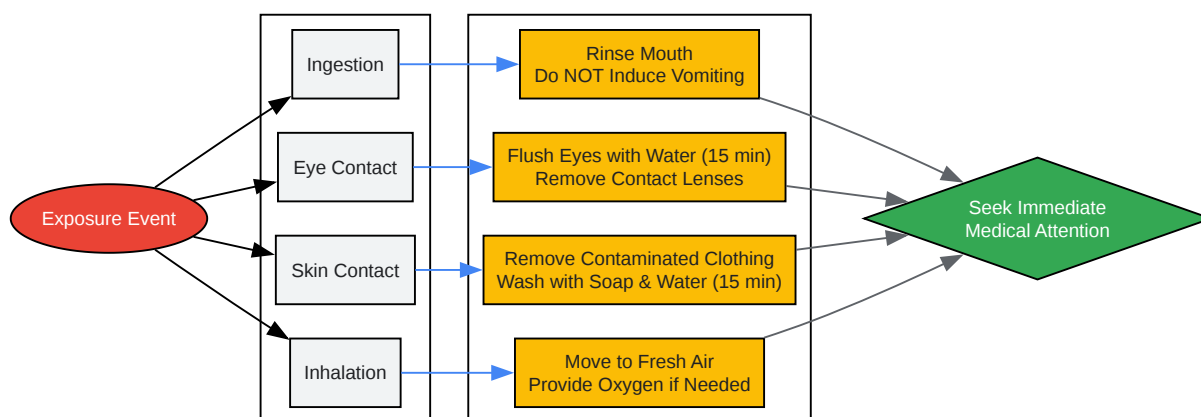 Exposure Event
Ingestion
Eye Contact
Skin Contact
Inhalation
Rinse Mouth
Do NOT Induce Vomiting
Flush Eyes with Water (15 min)
Remove Contact Lenses
Remove Contaminated Clothing
Wash with Soap & Water (15 min)
Move to Fresh Air
Provide Oxygen if Needed
Seek Immediate
Medical Attention